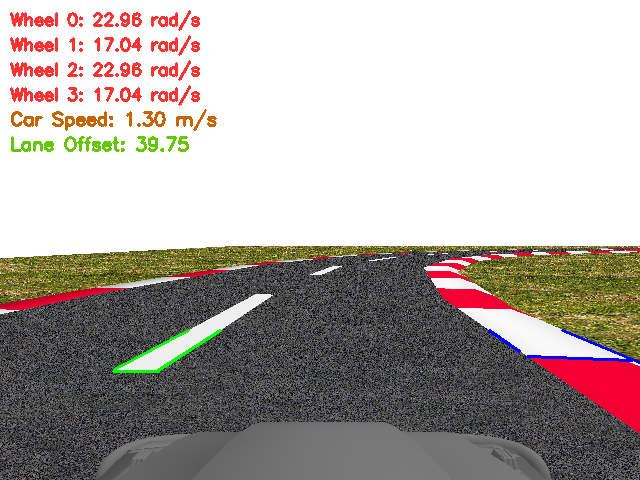 Wheel 0: 22.96 rad/s
Wheel 1: 17.04 rad/s
Wheel 2: 22.96 rad/s
Wheel 3: 17.04 rad/s
Car Speed: 1.30 m/s
Lane Offset: 39.75